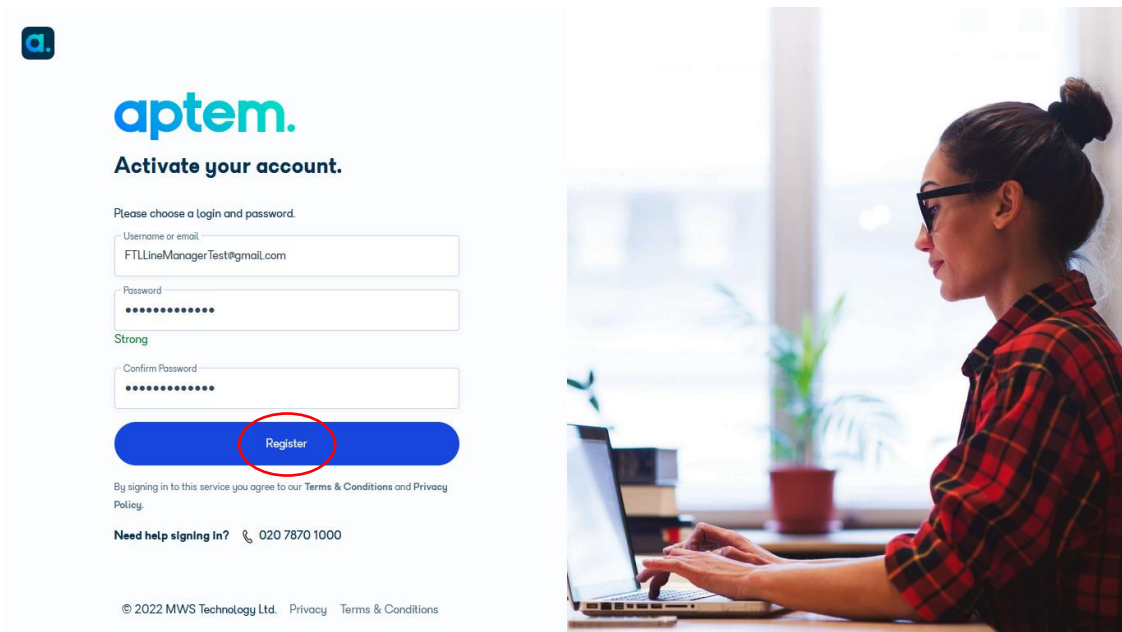 a.
aptem.
Activate your account.
Please choose a login and password.
Username or email
FTLLineManagerTest@gmail.com
Password
•••••••••••••
Strong
Confirm Password
•••••••••••••
Register
By signing in to this service you agree to our Terms & Conditions and Privacy
Policy.
Need help signing in? 020 7870 1000
© 2022 MWS Technology Ltd. Privacy Terms & Conditions